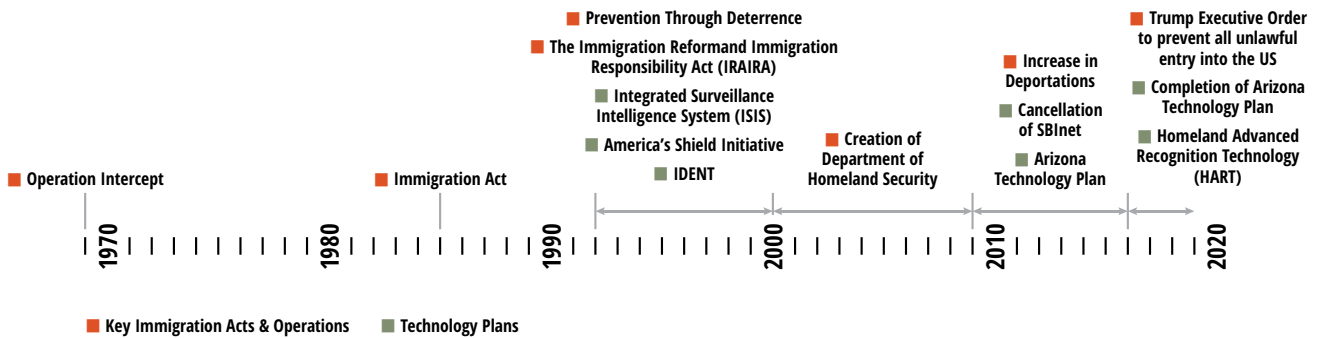 Operation Intercept
Immigration Act
Prevention Through Deterrence
The Immigration Reformand Immigration
Responsibility Act (IRAIRA)
Integrated Surveillance
Intelligence System (ISIS)
America's Shield Initiative
IDENT
Creation of
Department of
Homeland Security
Increase in
Deportations
Cancellation
of SBInet
Arizona
Technology Plan
Trump Executive Order
to prevent all unlawful
entry into the US
Completion of Arizona
Technology Plan
Homeland Advanced
Recognition Technology
(HART)
1970
1980
1990
2000
2010
2020
Key Immigration Acts & Operations
Technology Plans